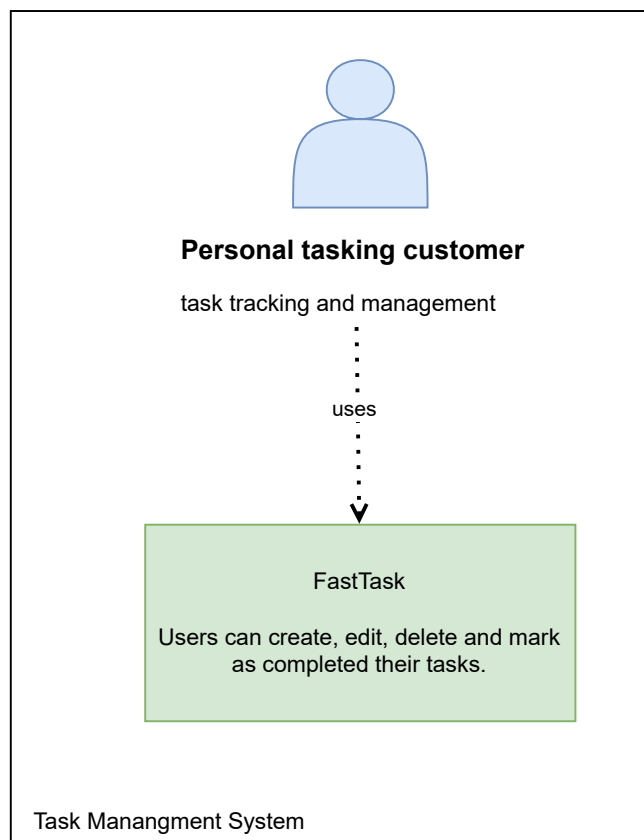 Personal tasking customer
task tracking and management
uses
FastTask
Users can create, edit, delete and mark
as completed their tasks.
Task Manangment System